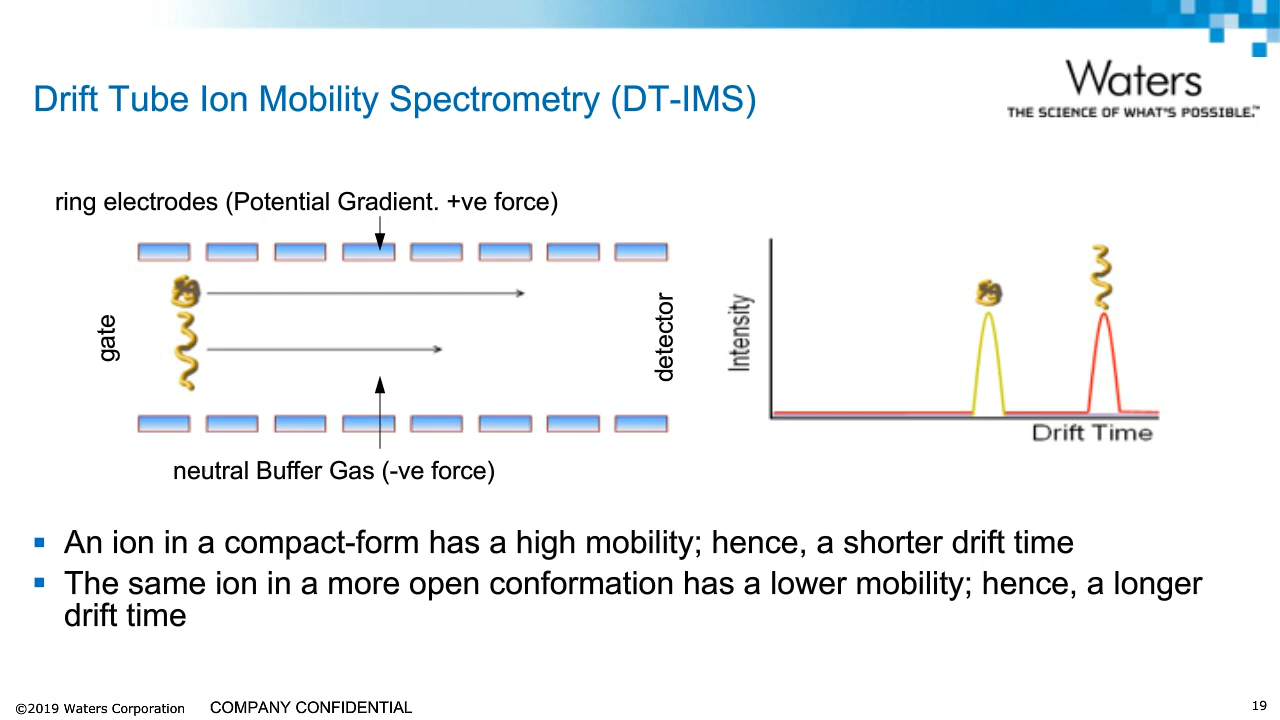 Waters
THE SCIENCE OF WHAT'S POSSIBLE.™
Drift Tube Ion Mobility Spectrometry (DT-IMS)
ring electrodes (Potential Gradient. +ve force)
gate
detector
neutral Buffer Gas (-ve force)
Intensity
Drift Time
▪ An ion in a compact-form has a high mobility; hence, a shorter drift time
▪ The same ion in a more open conformation has a lower mobility; hence, a longer
drift time
©2019 Waters Corporation COMPANY CONFIDENTIAL
19